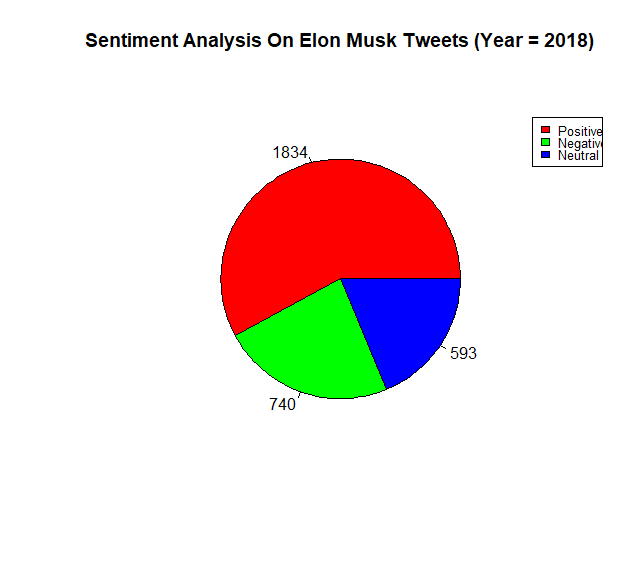 Sentiment Analysis On Elon Musk Tweets (Year = 2018)
Positive
Negative
Neutral
1834
593
740